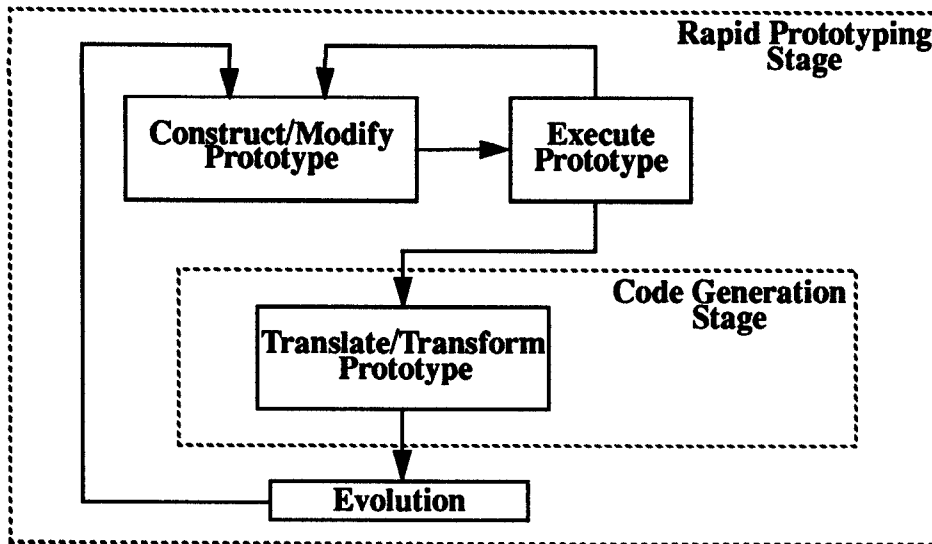 Rapid Prototyping
Stage
Construct/Modify
Prototype
Execute
Prototype
Code Generation
Stage
Translate/Transform
Prototype
Evolution